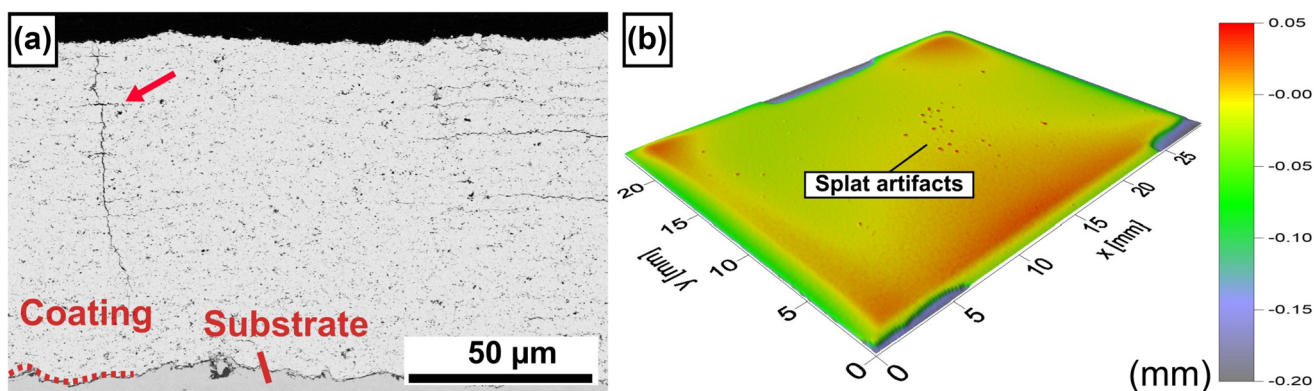 (a)
Coating
Substrate
50 µm
(b)
Splat artifacts
20
15
10
5
0
y [mm]
0
5
10
15
20
25
x [mm]
0.05
-0.00
-0.05
-0.10
-0.15
-0.20
(mm)